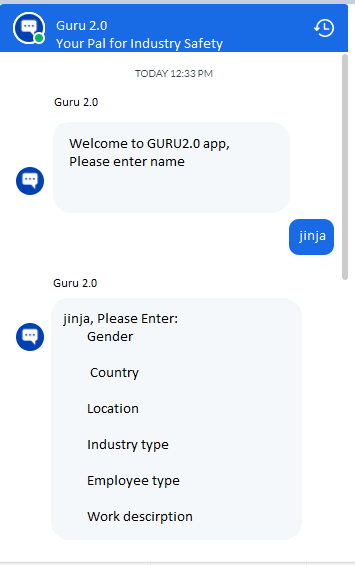 Guru 2.0
Your Pal for Industry Safety
TODAY 12:33 PM
Guru 2.0
Welcome to GURU2.0 app,
Please enter name
jinja
Guru 2.0
jinja, Please Enter:
Gender
Country
Location
Industry type
Employee type
Work descirption